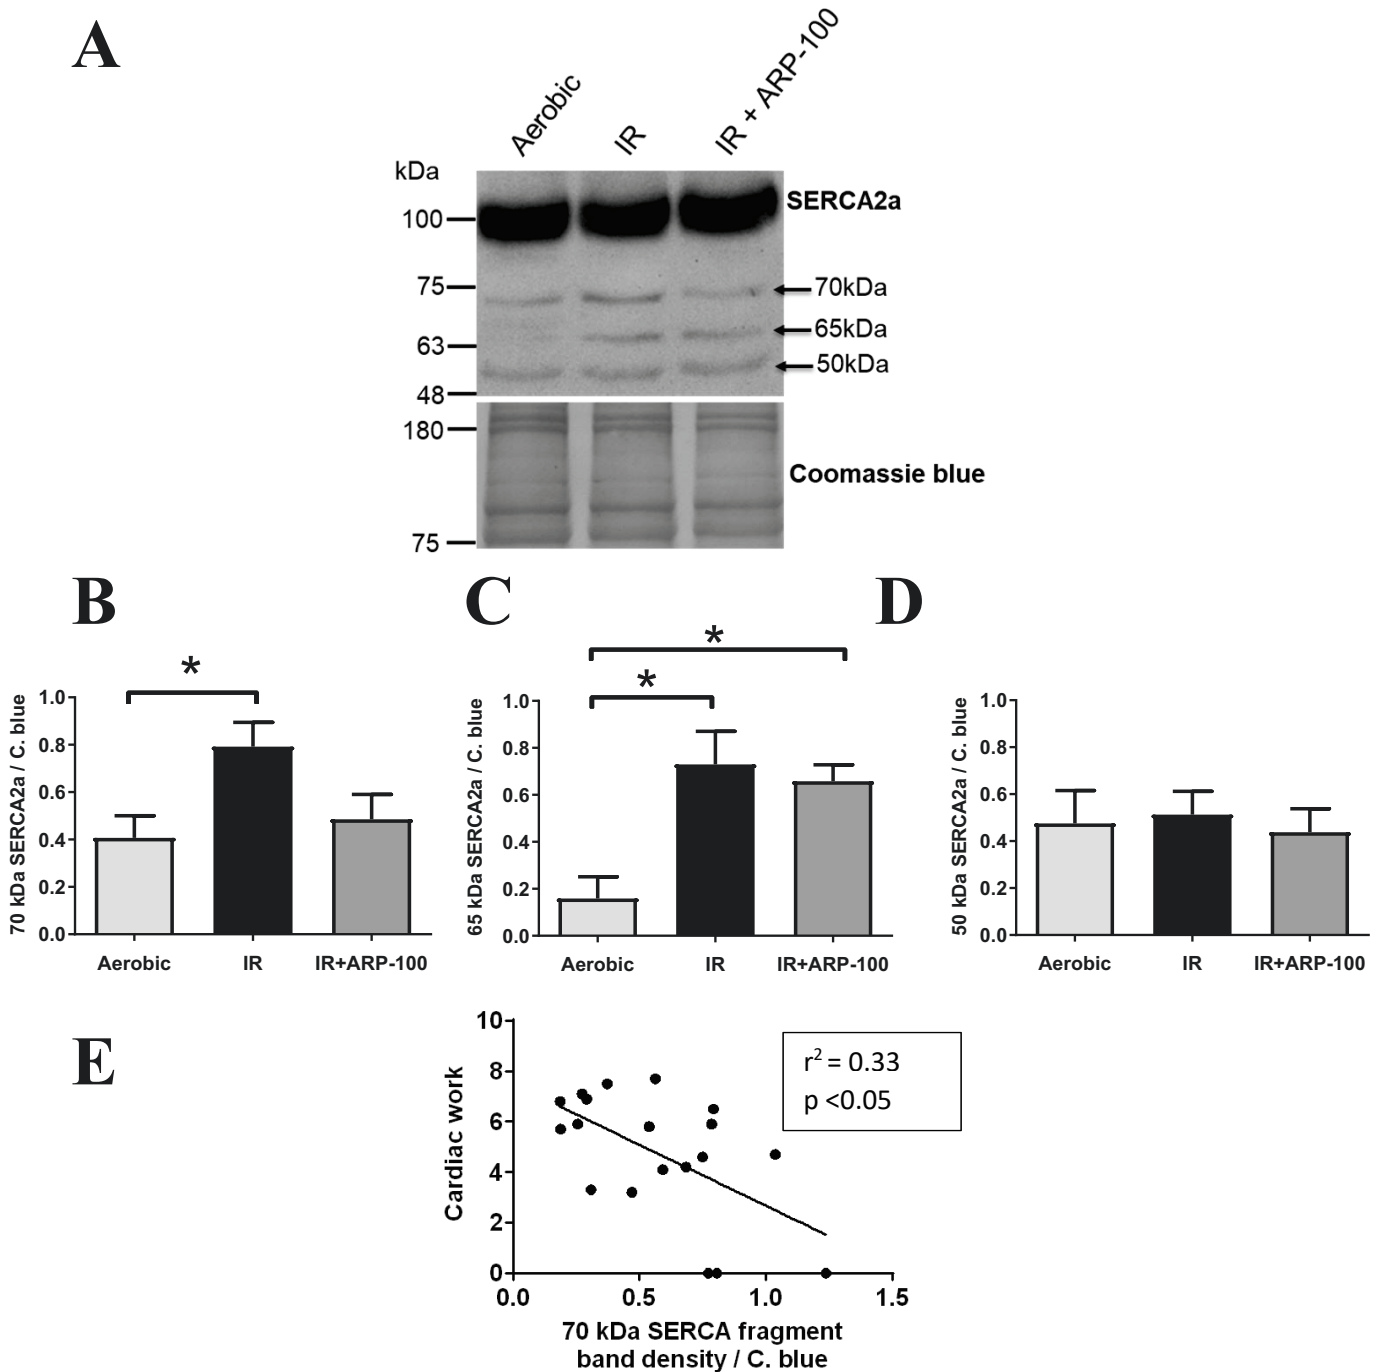 A
Aerobic
IR
IR + ARP-100
kDa
SERCA2a
100
75
70kDa
65kDa
63
50kDa
48
180
Coomassie blue
75
B
C
D
*
*
*
70 kDa SERCA2a / C. blue
1.0
0.8
0.6
0.4
0.2
0.0
Aerobic
IR
IR+ARP-100
65 kDa SERCA2a / C. blue
1.0
0.8
0.6
0.4
0.2
0.0
Aerobic
IR
IR+ARP-100
50 kDa SERCA2a / C. blue
1.0
0.8
0.6
0.4
0.2
0.0
Aerobic
IR
IR+ARP-100
E
Cardiac work
10
8
6
4
2
0
r² = 0.33
p <0.05
0.0
0.5
1.0
1.5
70 kDa SERCA fragment
band density / C. blue